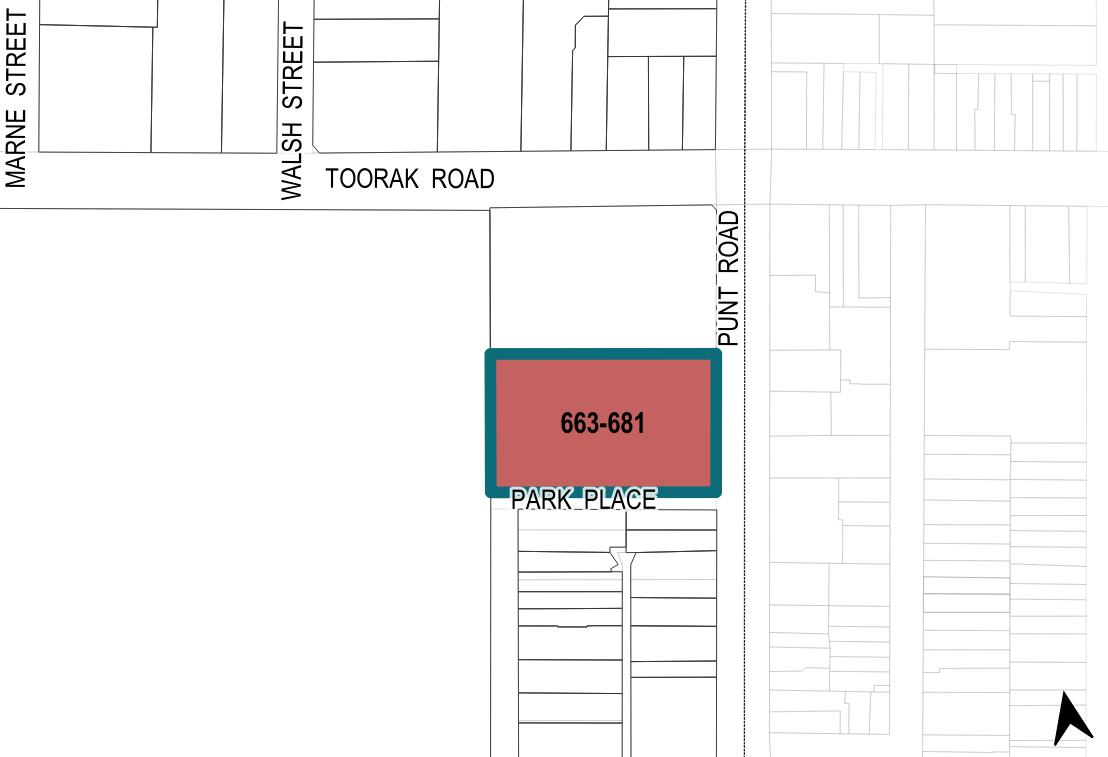 MARNE STREET
WALSH STREET
TOORAK ROAD
PUNT ROAD
663-681
PARK PLACE